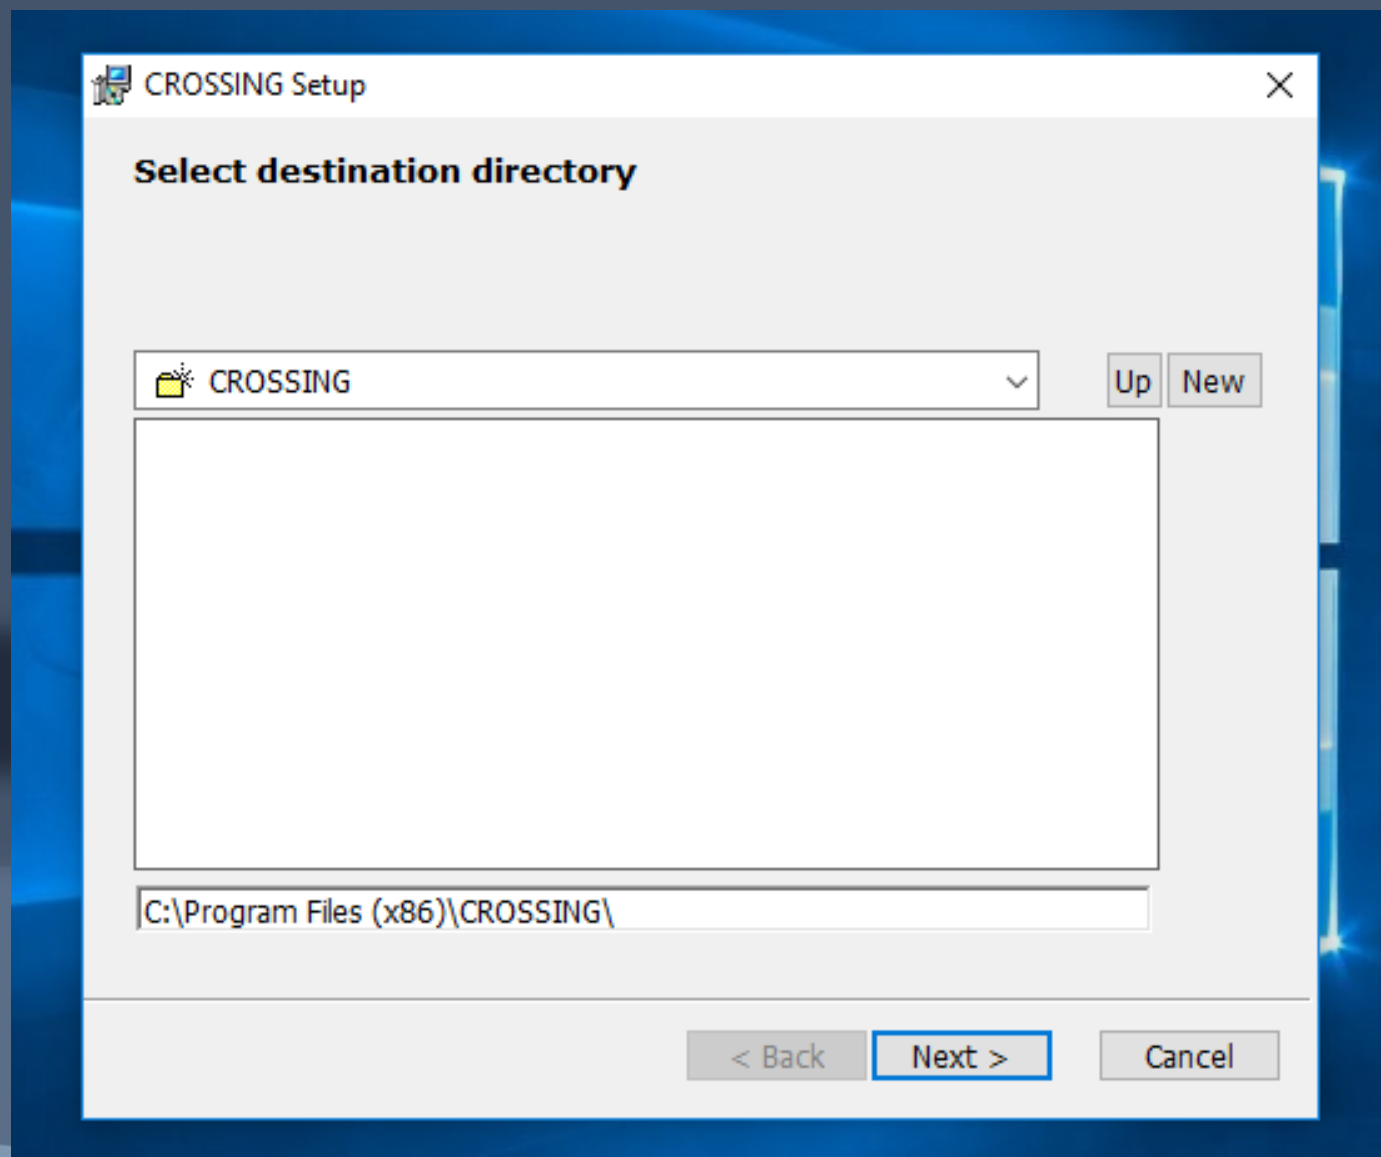 CROSSING Setup
Select destination directory
CROSSING
Up New
C:\Program Files (x86)\CROSSING\
< Back Next > Cancel